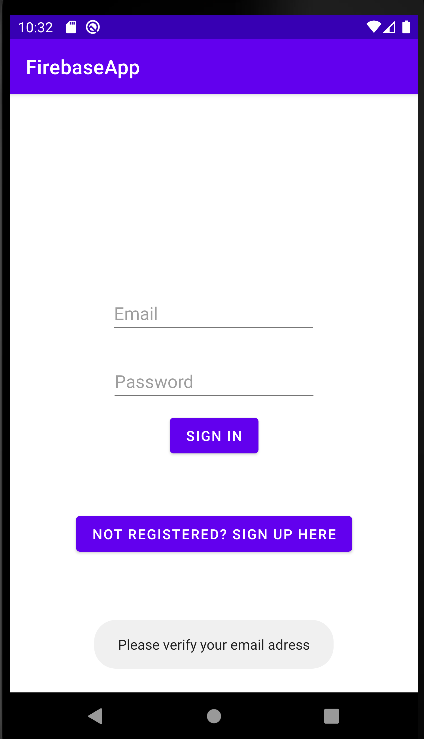 10:32
FirebaseApp
Email
Password
SIGN IN
NOT REGISTERED? SIGN UP HERE
Please verify your email adress